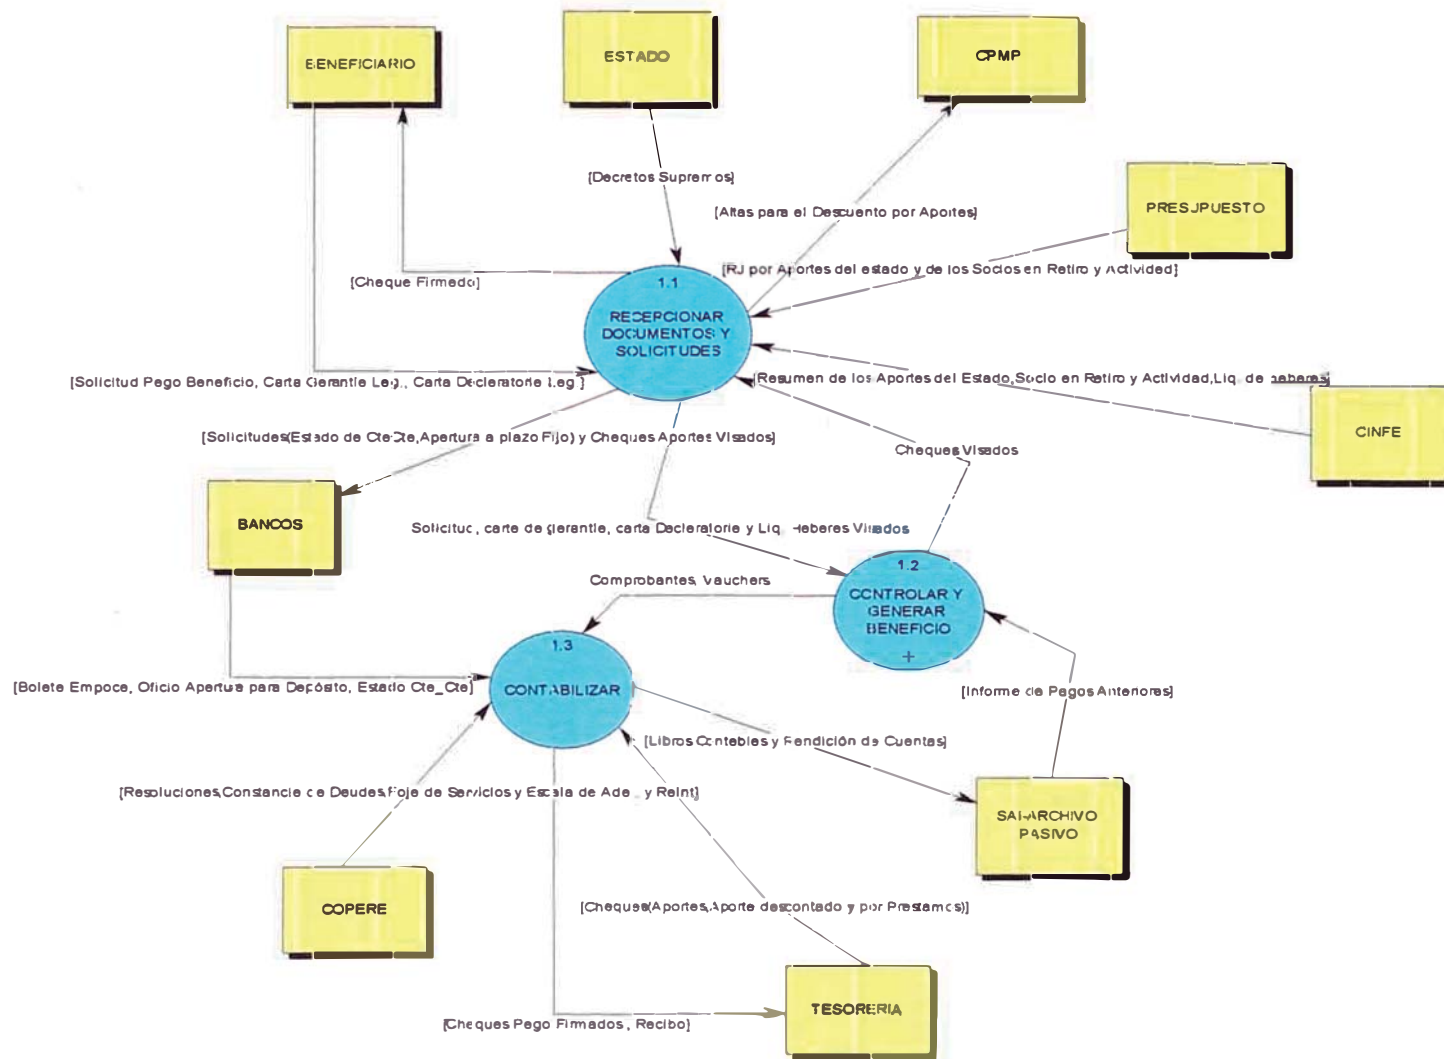 BENEFICIARIO
ESTADO
CPMP
[Decretos Supremos]
PRESUPUESTO
[Altas para el Descuento por Aportes]
[RJ por Aportes del estado y de los Socios en Retiro y Actividad]
[Cheque Firmado]
1.1
RECEPCIONAR
DOCUMENTOS Y
SOLICITUDES
[Solicitud Pago Beneficio, Carta Garantie Leg., Carta Declaratorie Leg.]
[Resumen de los Aportes del Estado,Socio en Retiro y Actividad,Liq. de haberes]
CINFE
[Solicitudes(Estado de Cte-Cte,Apertura a plazo Fijo) y Cheques Aportes Visados]
Cheques Visados
BANCOS
Solicitud, carte de garantie, carta Declaratorie y Liq. Haberes Visados
1.2
CONTROLAR Y
GENERAR
BENEFICIO
+
Comprobantes, Vauchers
1.3
CONTABILIZAR
[Bolete Empoce, Oficio Apertura para Depósito, Estado Cte_Cte]
[Informe de Pagos Anteriores]
[Libros Contables y Rendición de Cuentas]
[Resoluciones,Constancie de Deudes,Foje de Servicios y Escala de Ade_ y Reint]
SAI-ARCHIVO
PASIVO
COPERE
[Cheques(Aportes,Aporte descontado y por Prestamos)]
TESORERIA
[Cheques Pago Firmados , Recibo]